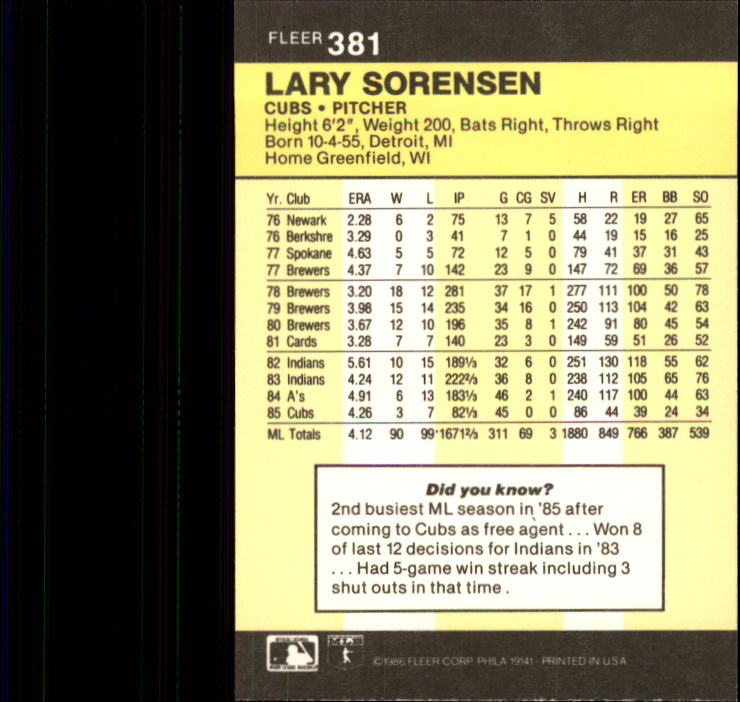 FLEER 381
LARY SORENSEN
CUBS • PITCHER
Height 6'2", Weight 200, Bats Right, Throws Right
Born 10-4-55, Detroit, MI
Home Greenfield, WI
Yr. Club ERA W L IP G CG SV H R ER BB SO
76 Newark 2.28 6 2 75 13 7 5 58 22 19 27 65
76 Berkshre 3.29 0 3 41 7 1 0 44 19 15 16 25
77 Spokane 4.63 5 5 72 12 5 0 79 41 37 31 43
77 Brewers 4.37 7 10 142 23 9 0 147 72 69 36 57
78 Brewers 3.20 18 12 281 37 17 1 277 111 100 50 78
79 Brewers 3.98 15 14 235 34 16 0 250 113 104 42 63
80 Brewers 3.67 12 10 196 35 8 1 242 91 80 45 54
81 Cards 3.28 7 7 140 23 3 0 149 59 51 26 52
82 Indians 5.61 10 15 189⅓ 32 6 0 251 130 118 55 62
83 Indians 4.24 12 11 222⅔ 36 8 0 238 112 105 65 76
84 A's 4.91 6 13 183⅓ 46 2 1 240 117 100 44 63
85 Cubs 4.26 3 7 82⅓ 45 0 0 86 44 39 24 34
ML Totals 4.12 90 99 1671⅔ 311 69 3 1880 849 766 387 539
Did you know?
2nd busiest ML season in '85 after
coming to Cubs as free agent . . . Won 8
of last 12 decisions for Indians in '83
. . . Had 5-game win streak including 3
shut outs in that time .
©1986 FLEER CORP. PHILA 19141 - PRINTED IN U.S.A.